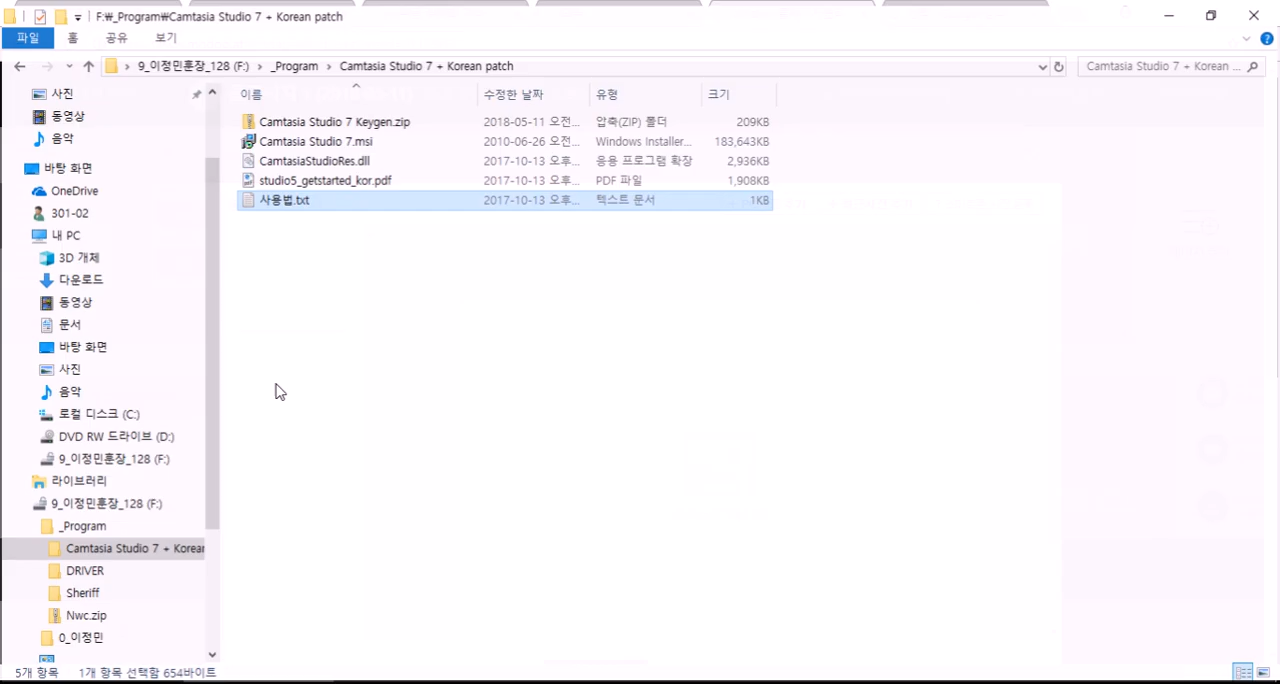 F:₩_Program₩Camtasia Studio 7 + Korean patch
파일 홈 공유 보기
9_이정민훈장_128 (F:) > _Program > Camtasia Studio 7 + Korean patch
Camtasia Studio 7 + Korean ...
사진
동영상
음악
바탕 화면
OneDrive
301-02
내 PC
3D 개체
다운로드
동영상
문서
바탕 화면
사진
음악
로컬 디스크 (C:)
DVD RW 드라이브 (D:)
9_이정민훈장_128 (F:)
라이브러리
9_이정민훈장_128 (F:)
_Program
Camtasia Studio 7 + Korean
DRIVER
Sheriff
Nwc.zip
0_이정민
이름 수정한 날짜 유형 크기
Camtasia Studio 7 Keygen.zip 2018-05-11 오전... 압축(ZIP) 폴더 209KB
Camtasia Studio 7.msi 2010-06-26 오전... Windows Installer... 183,643KB
CamtasiaStudioRes.dll 2017-10-13 오후... 응용 프로그램 확장 2,936KB
studio5_getstarted_kor.pdf 2017-10-13 오후... PDF 파일 1,908KB
사용법.txt 2017-10-13 오후... 텍스트 문서 1KB
5개 항목 1개 항목 선택함 654바이트